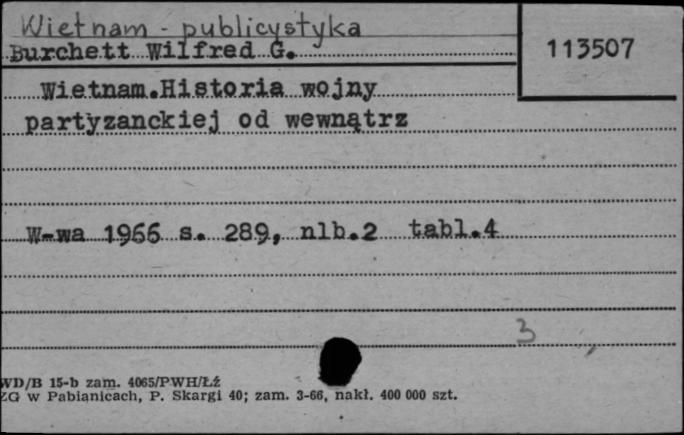 Wietnam - publicystyka
Burchett Wilfred G.
113507
Wietnam.Historia wojny
partyzanckiej od wewnątrz
W-wa 1966 s. 289, nlb.2 tabl.4
3
WD/B 15-b zam. 4065/PWH/Łź
ZG w Pabianicach, P. Skargi 40; zam. 3-66, nakł. 400 000 szt.